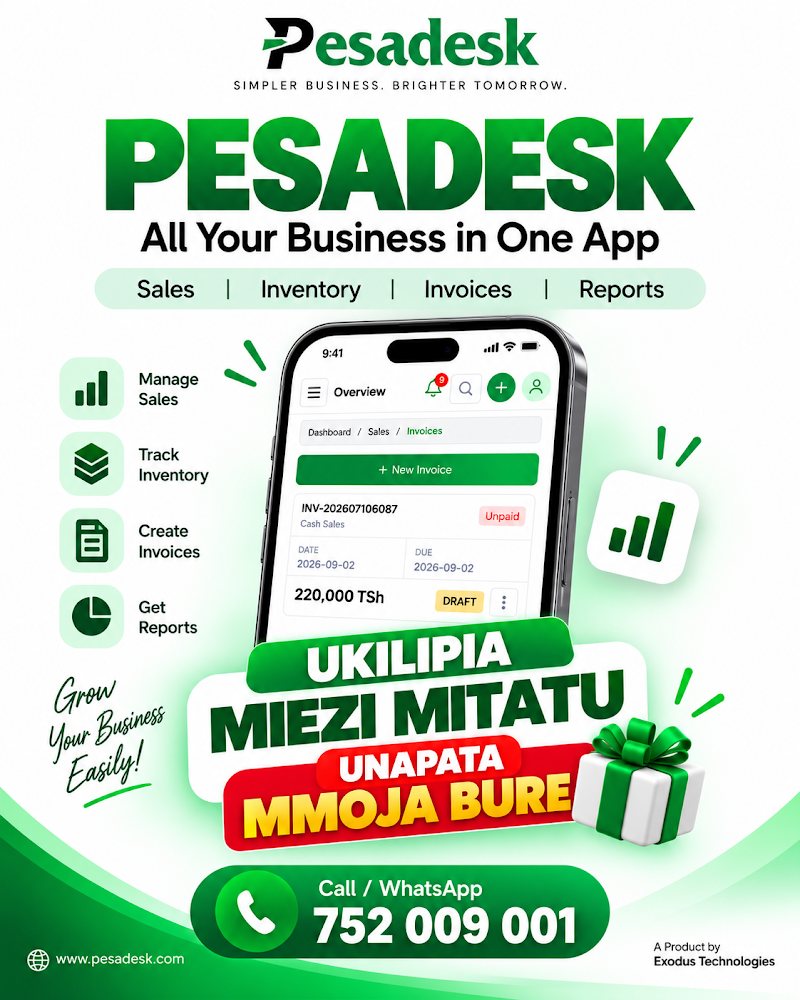 Pesadesk
SIMPLER BUSINESS. BRIGHTER TOMORROW.
PESADESK
All Your Business in One App
Sales | Inventory | Invoices | Reports
Manage
Sales
Track
Inventory
Create
Invoices
Get
Reports
9:41
Overview
9
+
Dashboard / Sales / Invoices
+ New Invoice
INV-202607106087
Unpaid
Cash Sales
DATE
2026-09-02
DUE
2026-09-02
220,000 TSh
DRAFT
Grow
Your Business
Easily!
UKILIPIA
MIEZI MITATU
UNAPATA
MMOJA BURE
Call / WhatsApp
752 009 001
www.pesadesk.com
A Product by
Exodus Technologies